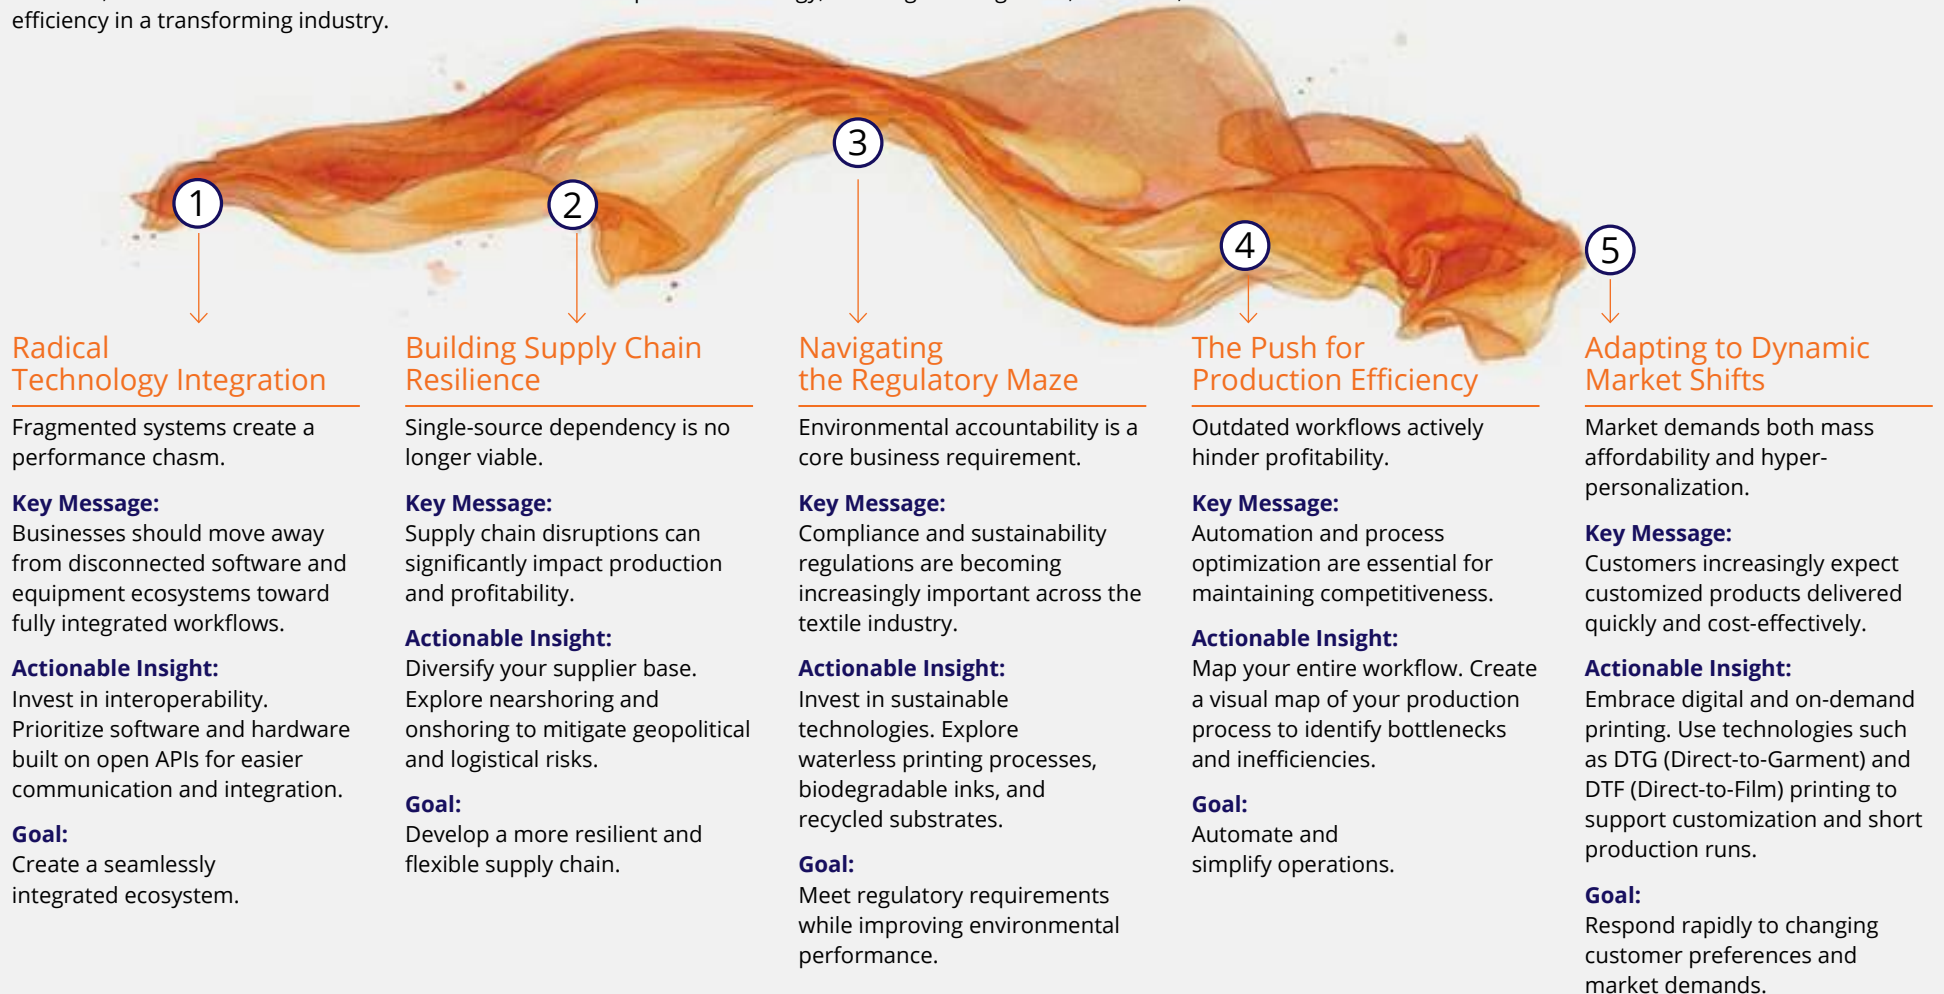 efficiency in a transforming industry.
1
2
3
4
5
Radical
Technology Integration
Fragmented systems create a
performance chasm.
Key Message:
Businesses should move away
from disconnected software and
equipment ecosystems toward
fully integrated workflows.
Actionable Insight:
Invest in interoperability.
Prioritize software and hardware
built on open APIs for easier
communication and integration.
Goal:
Create a seamlessly
integrated ecosystem.
Building Supply Chain
Resilience
Single-source dependency is no
longer viable.
Key Message:
Supply chain disruptions can
significantly impact production
and profitability.
Actionable Insight:
Diversify your supplier base.
Explore nearshoring and
onshoring to mitigate geopolitical
and logistical risks.
Goal:
Develop a more resilient and
flexible supply chain.
Navigating
the Regulatory Maze
Environmental accountability is a
core business requirement.
Key Message:
Compliance and sustainability
regulations are becoming
increasingly important across the
textile industry.
Actionable Insight:
Invest in sustainable
technologies. Explore
waterless printing processes,
biodegradable inks, and
recycled substrates.
Goal:
Meet regulatory requirements
while improving environmental
performance.
The Push for
Production Efficiency
Outdated workflows actively
hinder profitability.
Key Message:
Automation and process
optimization are essential for
maintaining competitiveness.
Actionable Insight:
Map your entire workflow. Create
a visual map of your production
process to identify bottlenecks
and inefficiencies.
Goal:
Automate and
simplify operations.
Adapting to Dynamic
Market Shifts
Market demands both mass
affordability and hyper-
personalization.
Key Message:
Customers increasingly expect
customized products delivered
quickly and cost-effectively.
Actionable Insight:
Embrace digital and on-demand
printing. Use technologies such
as DTG (Direct-to-Garment) and
DTF (Direct-to-Film) printing to
support customization and short
production runs.
Goal:
Respond rapidly to changing
customer preferences and
market demands.